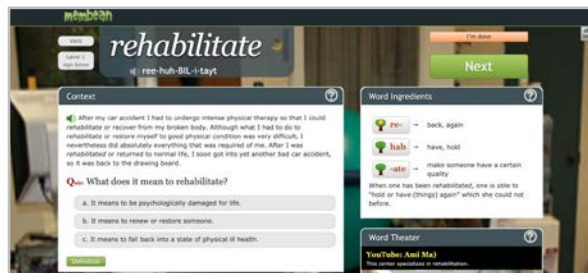 membean
Verb
rehabilitate
Level 1
High School
ree-huh-BIL-i-tayt
I'm done
Next
Context
After my car accident I had to undergo intense physical therapy so that I could
rehabilitate or recover from my broken body. Although what I had to do to
rehabilitate or restore myself to good physical condition was very difficult, I
nevertheless did absolutely everything that was required of me. After I was
rehabilitated or returned to normal life, I soon got into yet another bad car accident,
so it was back to the drawing board.
What does it mean to rehabilitate?
a. It means to be psychologically damaged for life.
b. It means to renew or restore someone.
c. It means to fall back into a state of physical ill health.
Definition
Word Ingredients
re- → back, again
hab → have, hold
-ate → make someone have a certain
quality
When one has been rehabilitated, one is able to
"hold or have (things) again" which she could not
before.
Word Theater
YouTube: Ami Ma)
This center specializes in rehabilitation.